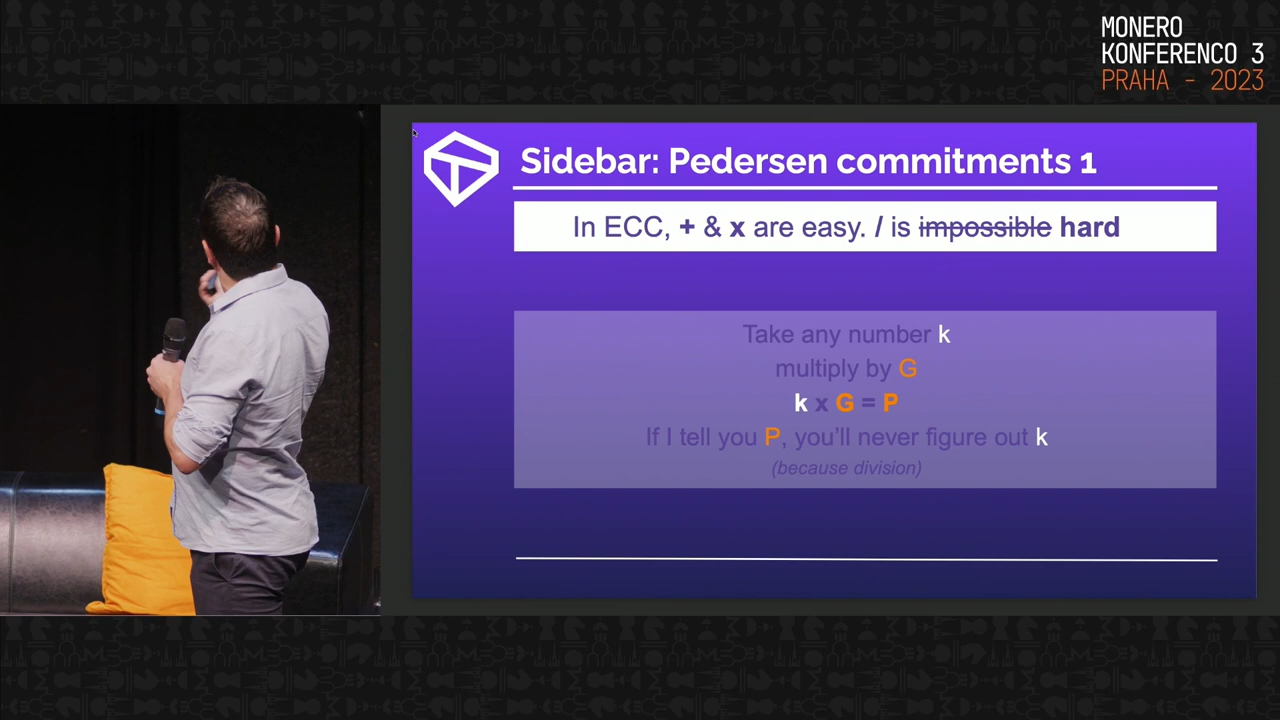 MONERO
KONFERENCO 3
PRAHA - 2023
Sidebar: Pedersen commitments 1
In ECC, + & x are easy. / is impossible hard
Take any number k
multiply by G
k x G = P
If I tell you P, you'll never figure out k
(because division)